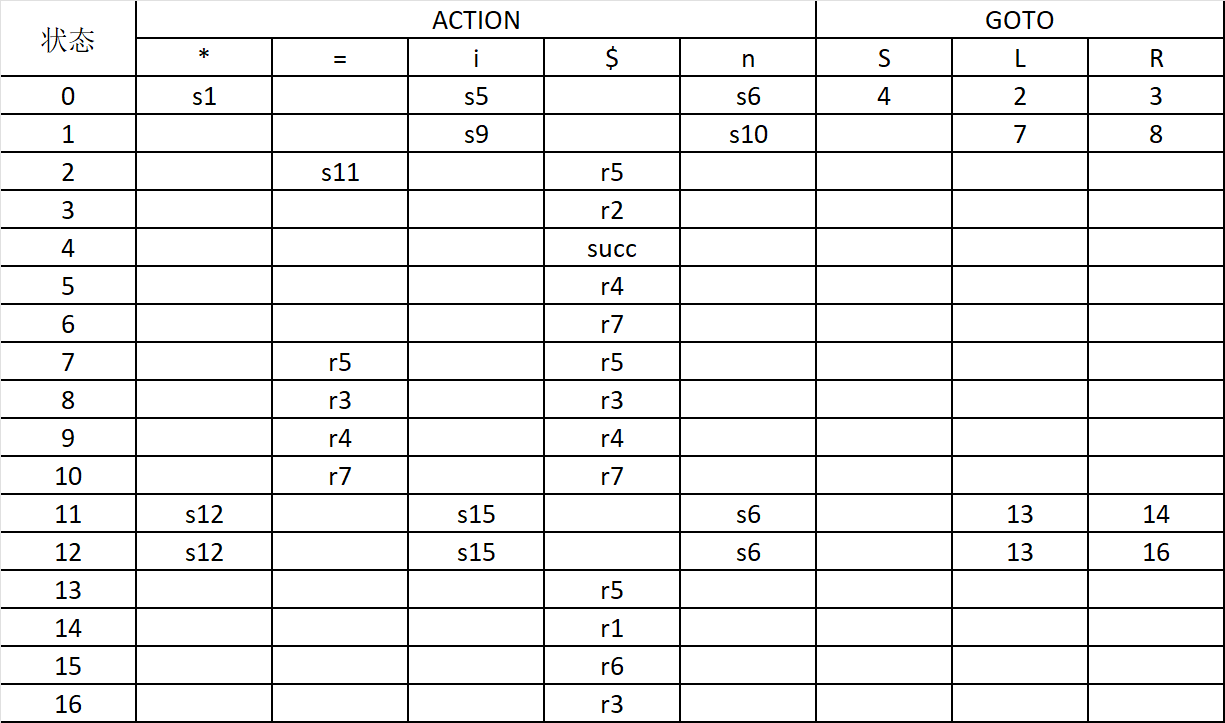 状态 ACTION GOTO
* = i $ n S L R
0 s1 s5 s6 4 2 3
1 s9 s10 7 8
2 s11 r5
3 r2
4 succ
5 r4
6 r7
7 r5 r5
8 r3 r3
9 r4 r4
10 r7 r7
11 s12 s15 s6 13 14
12 s12 s15 s6 13 16
13 r5
14 r1
15 r6
16 r3